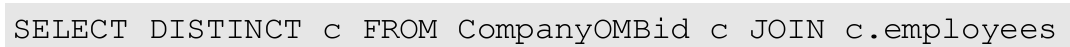 SELECT DISTINCT c FROM CompanyOMBid c JOIN c.employees